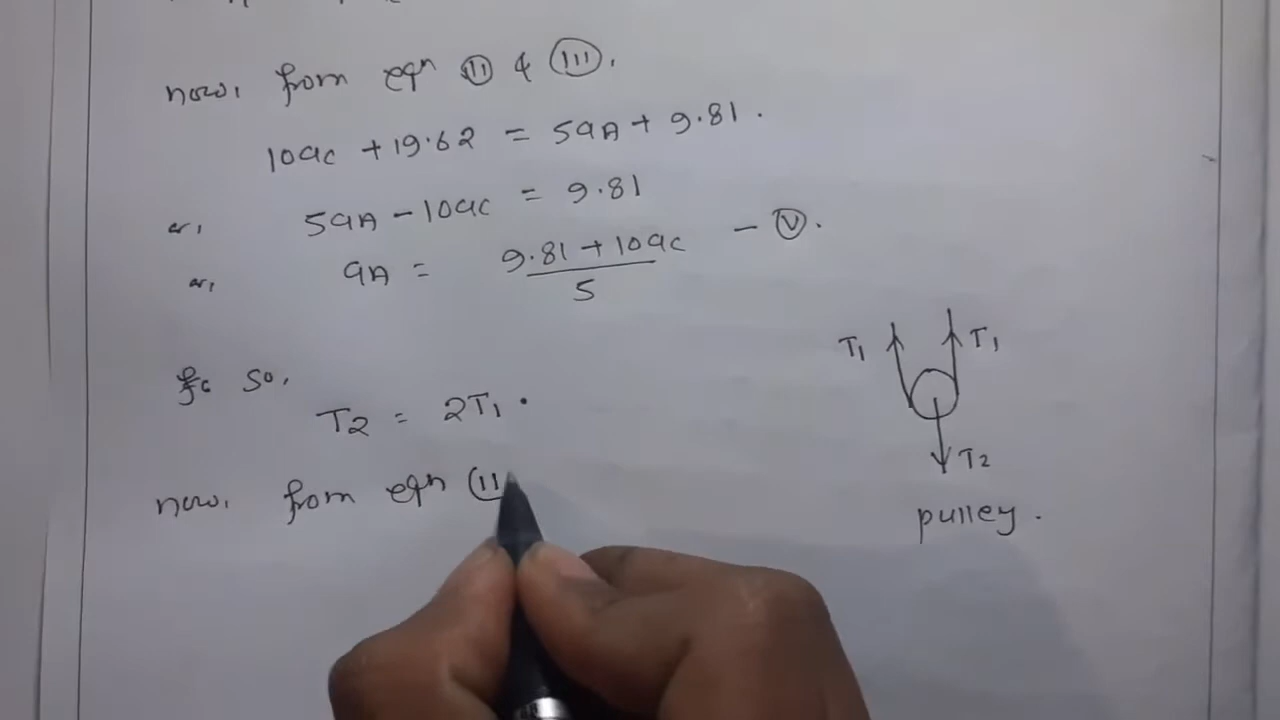 now, from eqn (II) & (III).
10ac + 19.62 = 5aA + 9.81.
or, 5aA - 10ac = 9.81
or, aA = (9.81 + 10ac)/5 - (V).
T1 T1
T2
pulley.
so,
T2 = 2T1.
now, from eqn (11